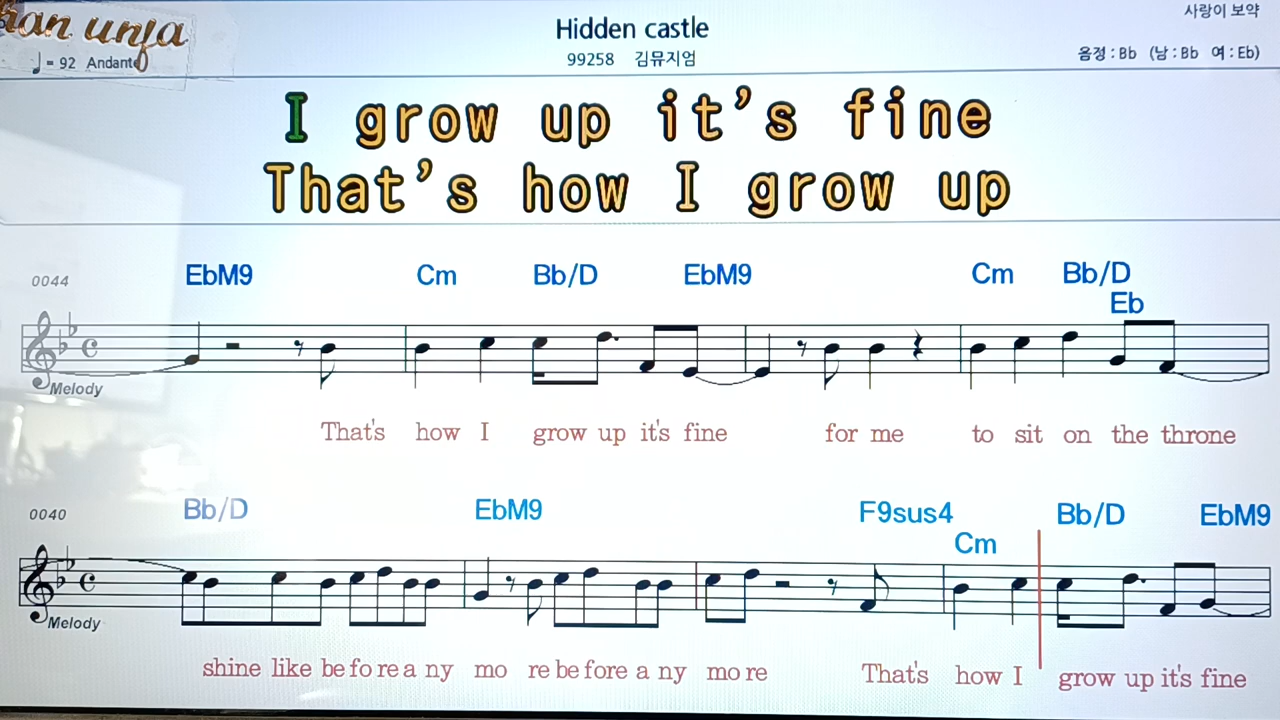 han unja
Hidden castle
사랑이 보약
♩= 92 Andante
99258 김뮤지엄
음정 : Bb (남 : Bb 여 : Eb)
I grow up it's fine
That's how I grow up
0044
EbM9 Cm Bb/D EbM9 Cm Bb/D
Eb
Melody
That's how I grow up it's fine for me to sit on the throne
0040
Bb/D EbM9 F9sus4 Bb/D EbM9
Cm
Melody
shine like be fo re a ny mo re be fore a ny mo re That's how I grow up it's fine